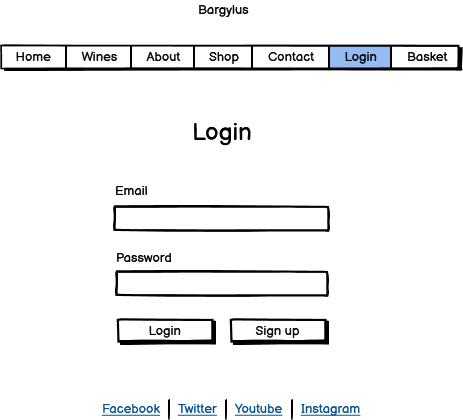 Bargylus
Home Wines About Shop Contact Login Basket
Login
Email
Password
Login Sign up
Facebook Twitter Youtube Instagram